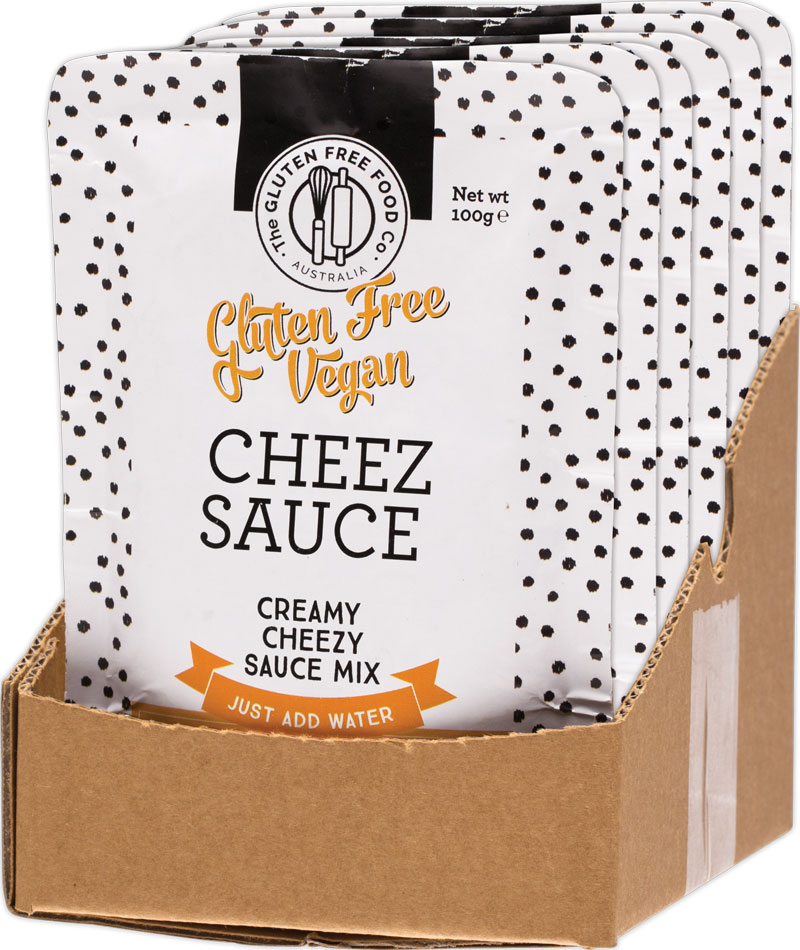 The GLUTEN FREE FOOD Co
AUSTRALIA
Net wt
100g e
Gluten Free
Vegan
CHEEZ
SAUCE
CREAMY
CHEEZY
SAUCE MIX
JUST ADD WATER